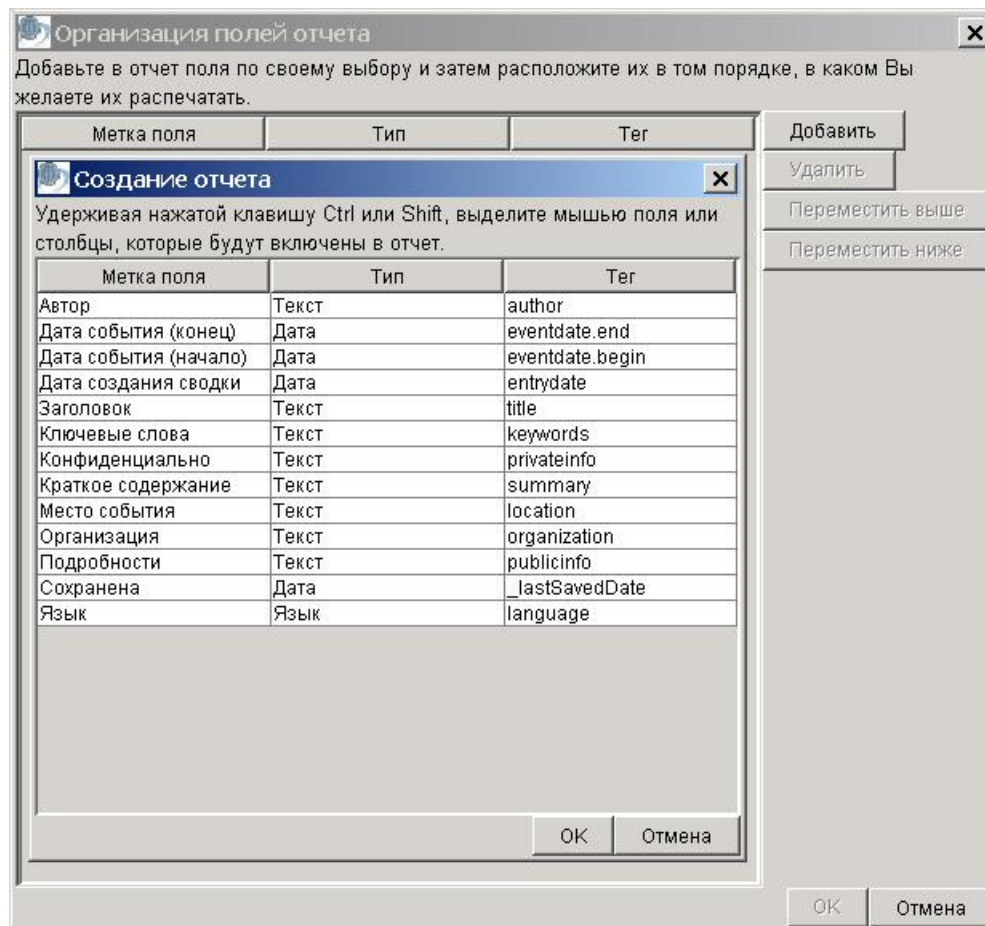 Организация полей отчета
Добавьте в отчет поля по своему выбору и затем расположите их в том порядке, в каком Вы
желаете их распечатать.
Метка поля Тип Тег
Добавить
Удалить
Переместить выше
Переместить ниже
Создание отчета
Удерживая нажатой клавишу Ctrl или Shift, выделите мышью поля или
столбцы, которые будут включены в отчет.
Метка поля Тип Тег
Автор Текст author
Дата события (конец) Дата eventdate.end
Дата события (начало) Дата eventdate.begin
Дата создания сводки Дата entrydate
Заголовок Текст title
Ключевые слова Текст keywords
Конфиденциально Текст privateinfo
Краткое содержание Текст summary
Место события Текст location
Организация Текст organization
Подробности Текст publicinfo
Сохранена Дата _lastSavedDate
Язык Язык language
OK Отмена
OK Отмена